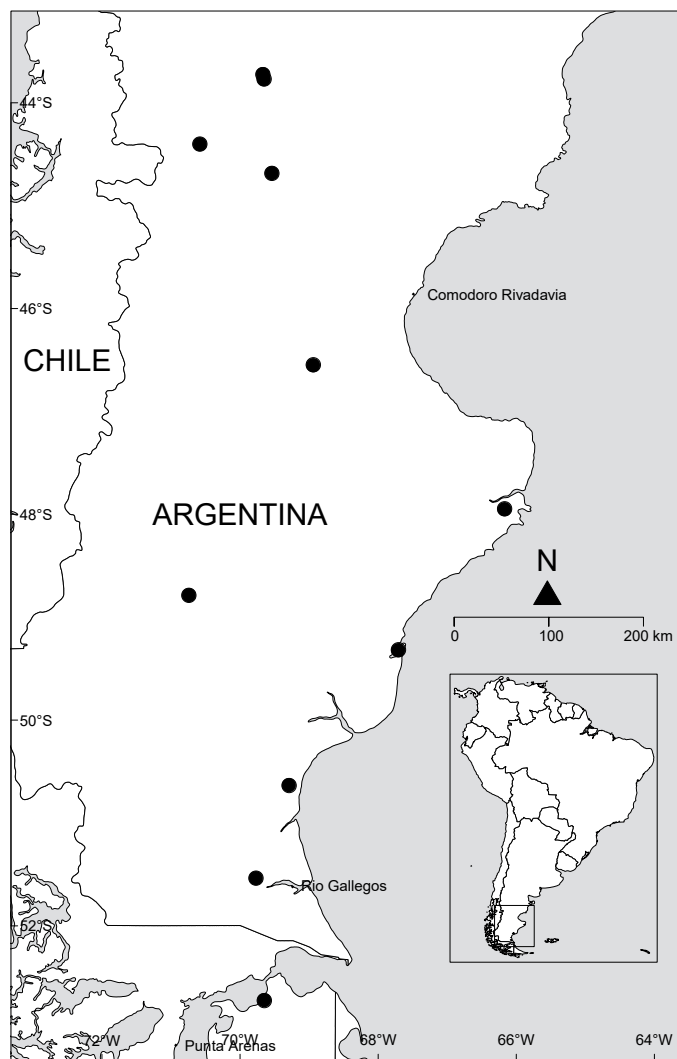 44°S
46°S
Comodoro Rivadavia
CHILE
48°S
ARGENTINA
N
0 100 200 km
50°S
Rio Gallegos
52°S
72°W 70°W 68°W 66°W 64°W
Punta Arenas